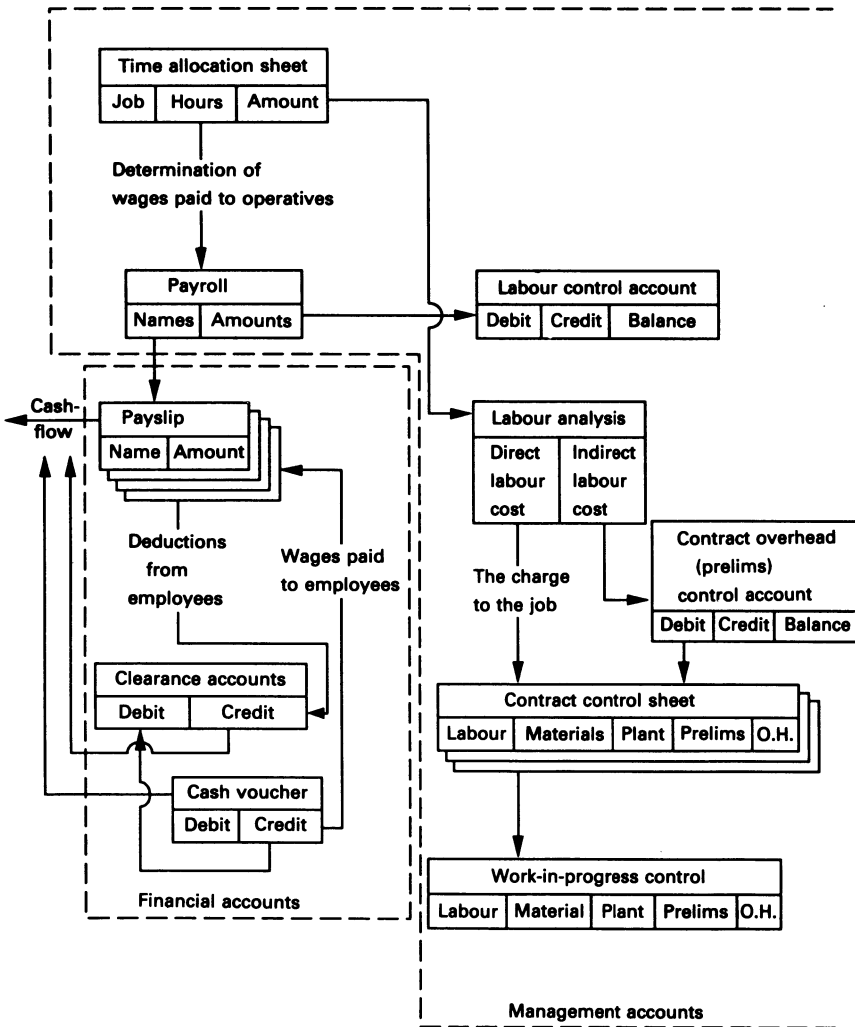 Time allocation sheet
Job Hours Amount
Determination of
wages paid to operatives
Payroll
Names Amounts
Labour control account
Debit Credit Balance
Cash-
flow
Payslip
Name Amount
Deductions
from
employees
Wages paid
to employees
Labour analysis
Direct
labour
cost
Indirect
labour
cost
The charge
to the job
Contract overhead
(prelims)
control account
Debit Credit Balance
Clearance accounts
Debit Credit
Cash voucher
Debit Credit
Financial accounts
Contract control sheet
Labour Materials Plant Prelims O.H.
Work-in-progress control
Labour Material Plant Prelims O.H.
Management accounts